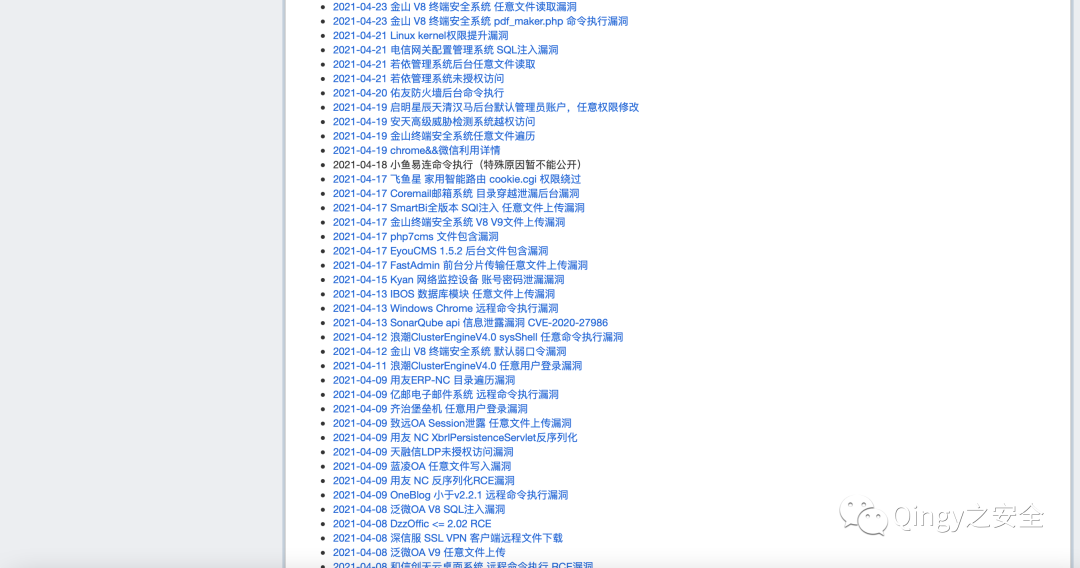 2021-04-23 金山 V8 终端安全系统 任意文件读取漏洞
2021-04-23 金山 V8 终端安全系统 pdf_maker.php 命令执行漏洞
2021-04-21 Linux kernel权限提升漏洞
2021-04-21 电信网关配置管理系统 SQL注入漏洞
2021-04-21 若依管理系统后台任意文件读取
2021-04-21 若依管理系统未授权访问
2021-04-20 佑友防火墙后台命令执行
2021-04-19 启明星辰天清汉马后台默认管理员账户，任意权限修改
2021-04-19 安天高级威胁检测系统越权访问
2021-04-19 金山终端安全系统任意文件遍历
2021-04-19 chrome&&微信利用详情
2021-04-18 小鱼易连命令执行（特殊原因暂不能公开）
2021-04-17 飞鱼星 家用智能路由 cookie.cgi 权限绕过
2021-04-17 Coremail邮箱系统 目录穿越泄漏后台漏洞
2021-04-17 SmartBi全版本 SQl注入 任意文件上传漏洞
2021-04-17 金山终端安全系统 V8 V9文件上传漏洞
2021-04-17 php7cms 文件包含漏洞
2021-04-17 EyouCMS 1.5.2 后台文件包含漏洞
2021-04-17 FastAdmin 前台分片传输任意文件上传漏洞
2021-04-15 Kyan 网络监控设备 账号密码泄漏漏洞
2021-04-13 IBOS 数据库模块 任意文件上传漏洞
2021-04-13 Windows Chrome 远程命令执行漏洞
2021-04-13 SonarQube api 信息泄露漏洞 CVE-2020-27986
2021-04-12 浪潮ClusterEngineV4.0 sysShell 任意命令执行漏洞
2021-04-12 金山 V8 终端安全系统 默认弱口令漏洞
2021-04-11 浪潮ClusterEngineV4.0 任意用户登录漏洞
2021-04-09 用友ERP-NC 目录遍历漏洞
2021-04-09 亿邮电子邮件系统 远程命令执行漏洞
2021-04-09 齐治堡垒机 任意用户登录漏洞
2021-04-09 致远OA Session泄露 任意文件上传漏洞
2021-04-09 用友 NC XbrlPersistenceServlet反序列化
2021-04-09 天融信LDP未授权访问漏洞
2021-04-09 蓝凌OA 任意文件写入漏洞
2021-04-09 用友 NC 反序列化RCE漏洞
2021-04-09 OneBlog 小于v2.2.1 远程命令执行漏洞
2021-04-08 泛微OA V8 SQL注入漏洞
2021-04-08 DzzOffic <= 2.02 RCE
2021-04-08 深信服 SSL VPN 客户端远程文件下载
2021-04-08 泛微OA V9 任意文件上传
2021-04-08 和信创天云桌面系统 远程命令执行 RCE漏洞
Qingy之安全